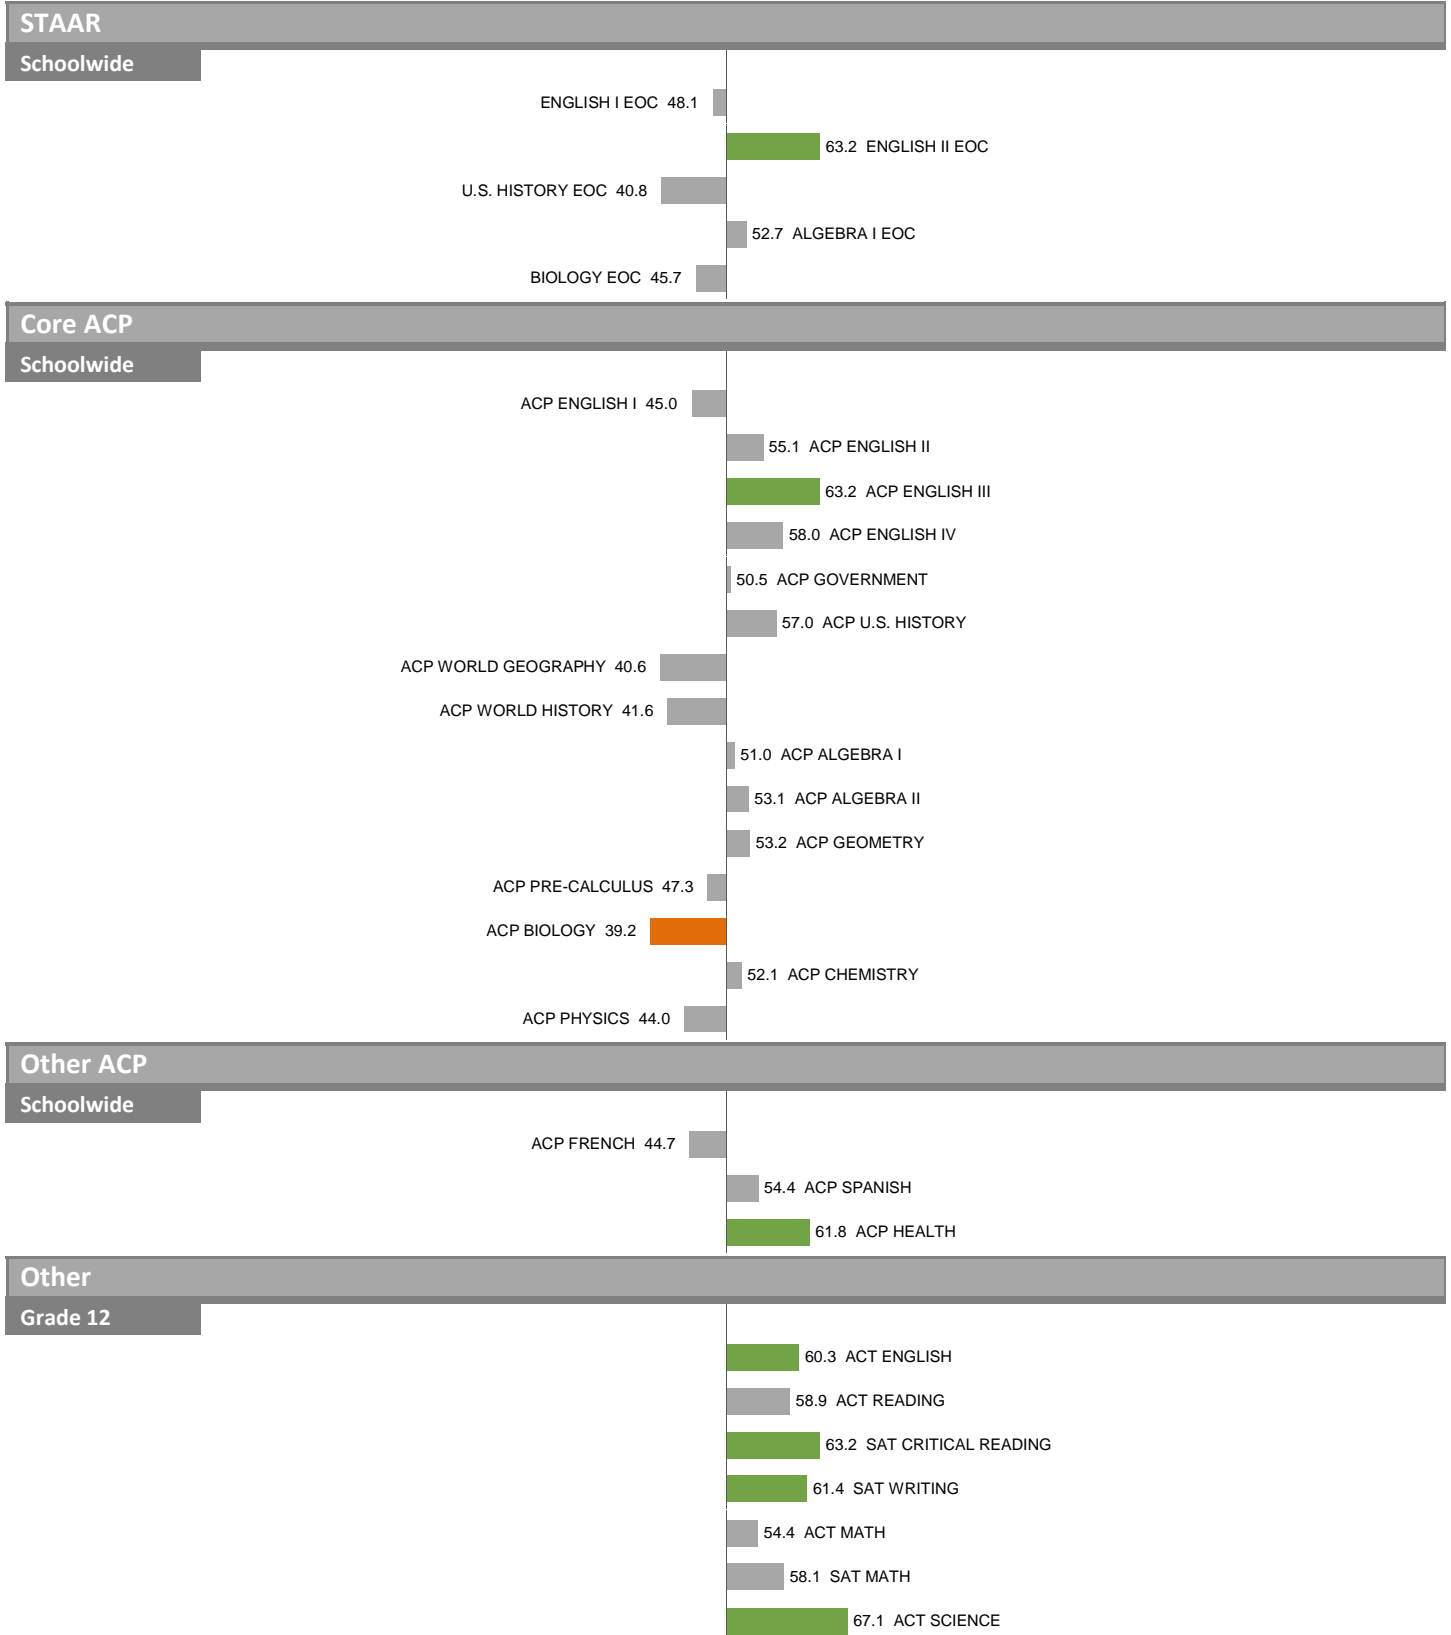 STAAR
Schoolwide
ENGLISH I EOC 48.1
63.2 ENGLISH II EOC
U.S. HISTORY EOC 40.8
52.7 ALGEBRA I EOC
BIOLOGY EOC 45.7
Core ACP
Schoolwide
ACP ENGLISH I 45.0
55.1 ACP ENGLISH II
63.2 ACP ENGLISH III
58.0 ACP ENGLISH IV
50.5 ACP GOVERNMENT
57.0 ACP U.S. HISTORY
ACP WORLD GEOGRAPHY 40.6
ACP WORLD HISTORY 41.6
51.0 ACP ALGEBRA I
53.1 ACP ALGEBRA II
53.2 ACP GEOMETRY
ACP PRE-CALCULUS 47.3
ACP BIOLOGY 39.2
52.1 ACP CHEMISTRY
ACP PHYSICS 44.0
Other ACP
Schoolwide
ACP FRENCH 44.7
54.4 ACP SPANISH
61.8 ACP HEALTH
Other
Grade 12
60.3 ACT ENGLISH
58.9 ACT READING
63.2 SAT CRITICAL READING
61.4 SAT WRITING
54.4 ACT MATH
58.1 SAT MATH
67.1 ACT SCIENCE